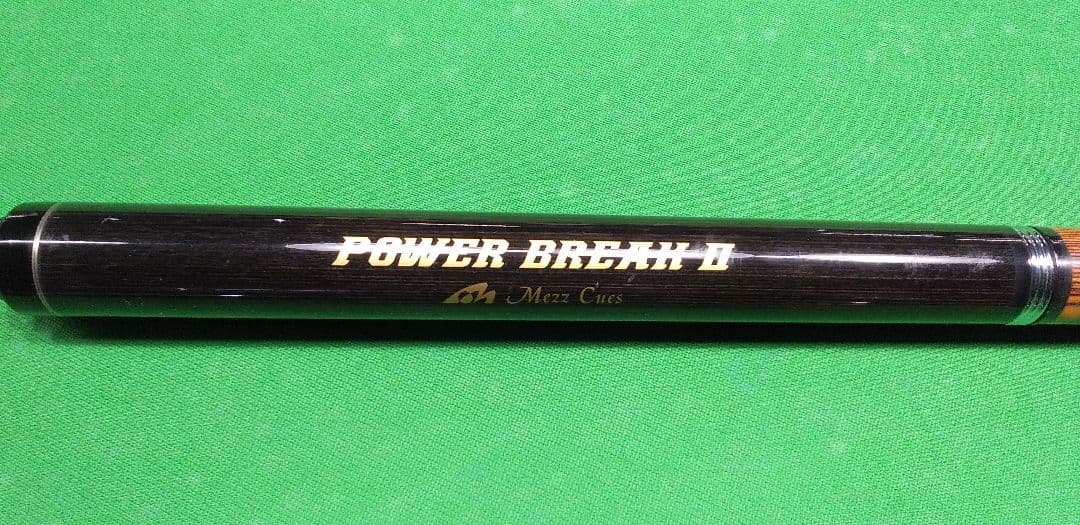 POWER BREAK II
Mezz Cues